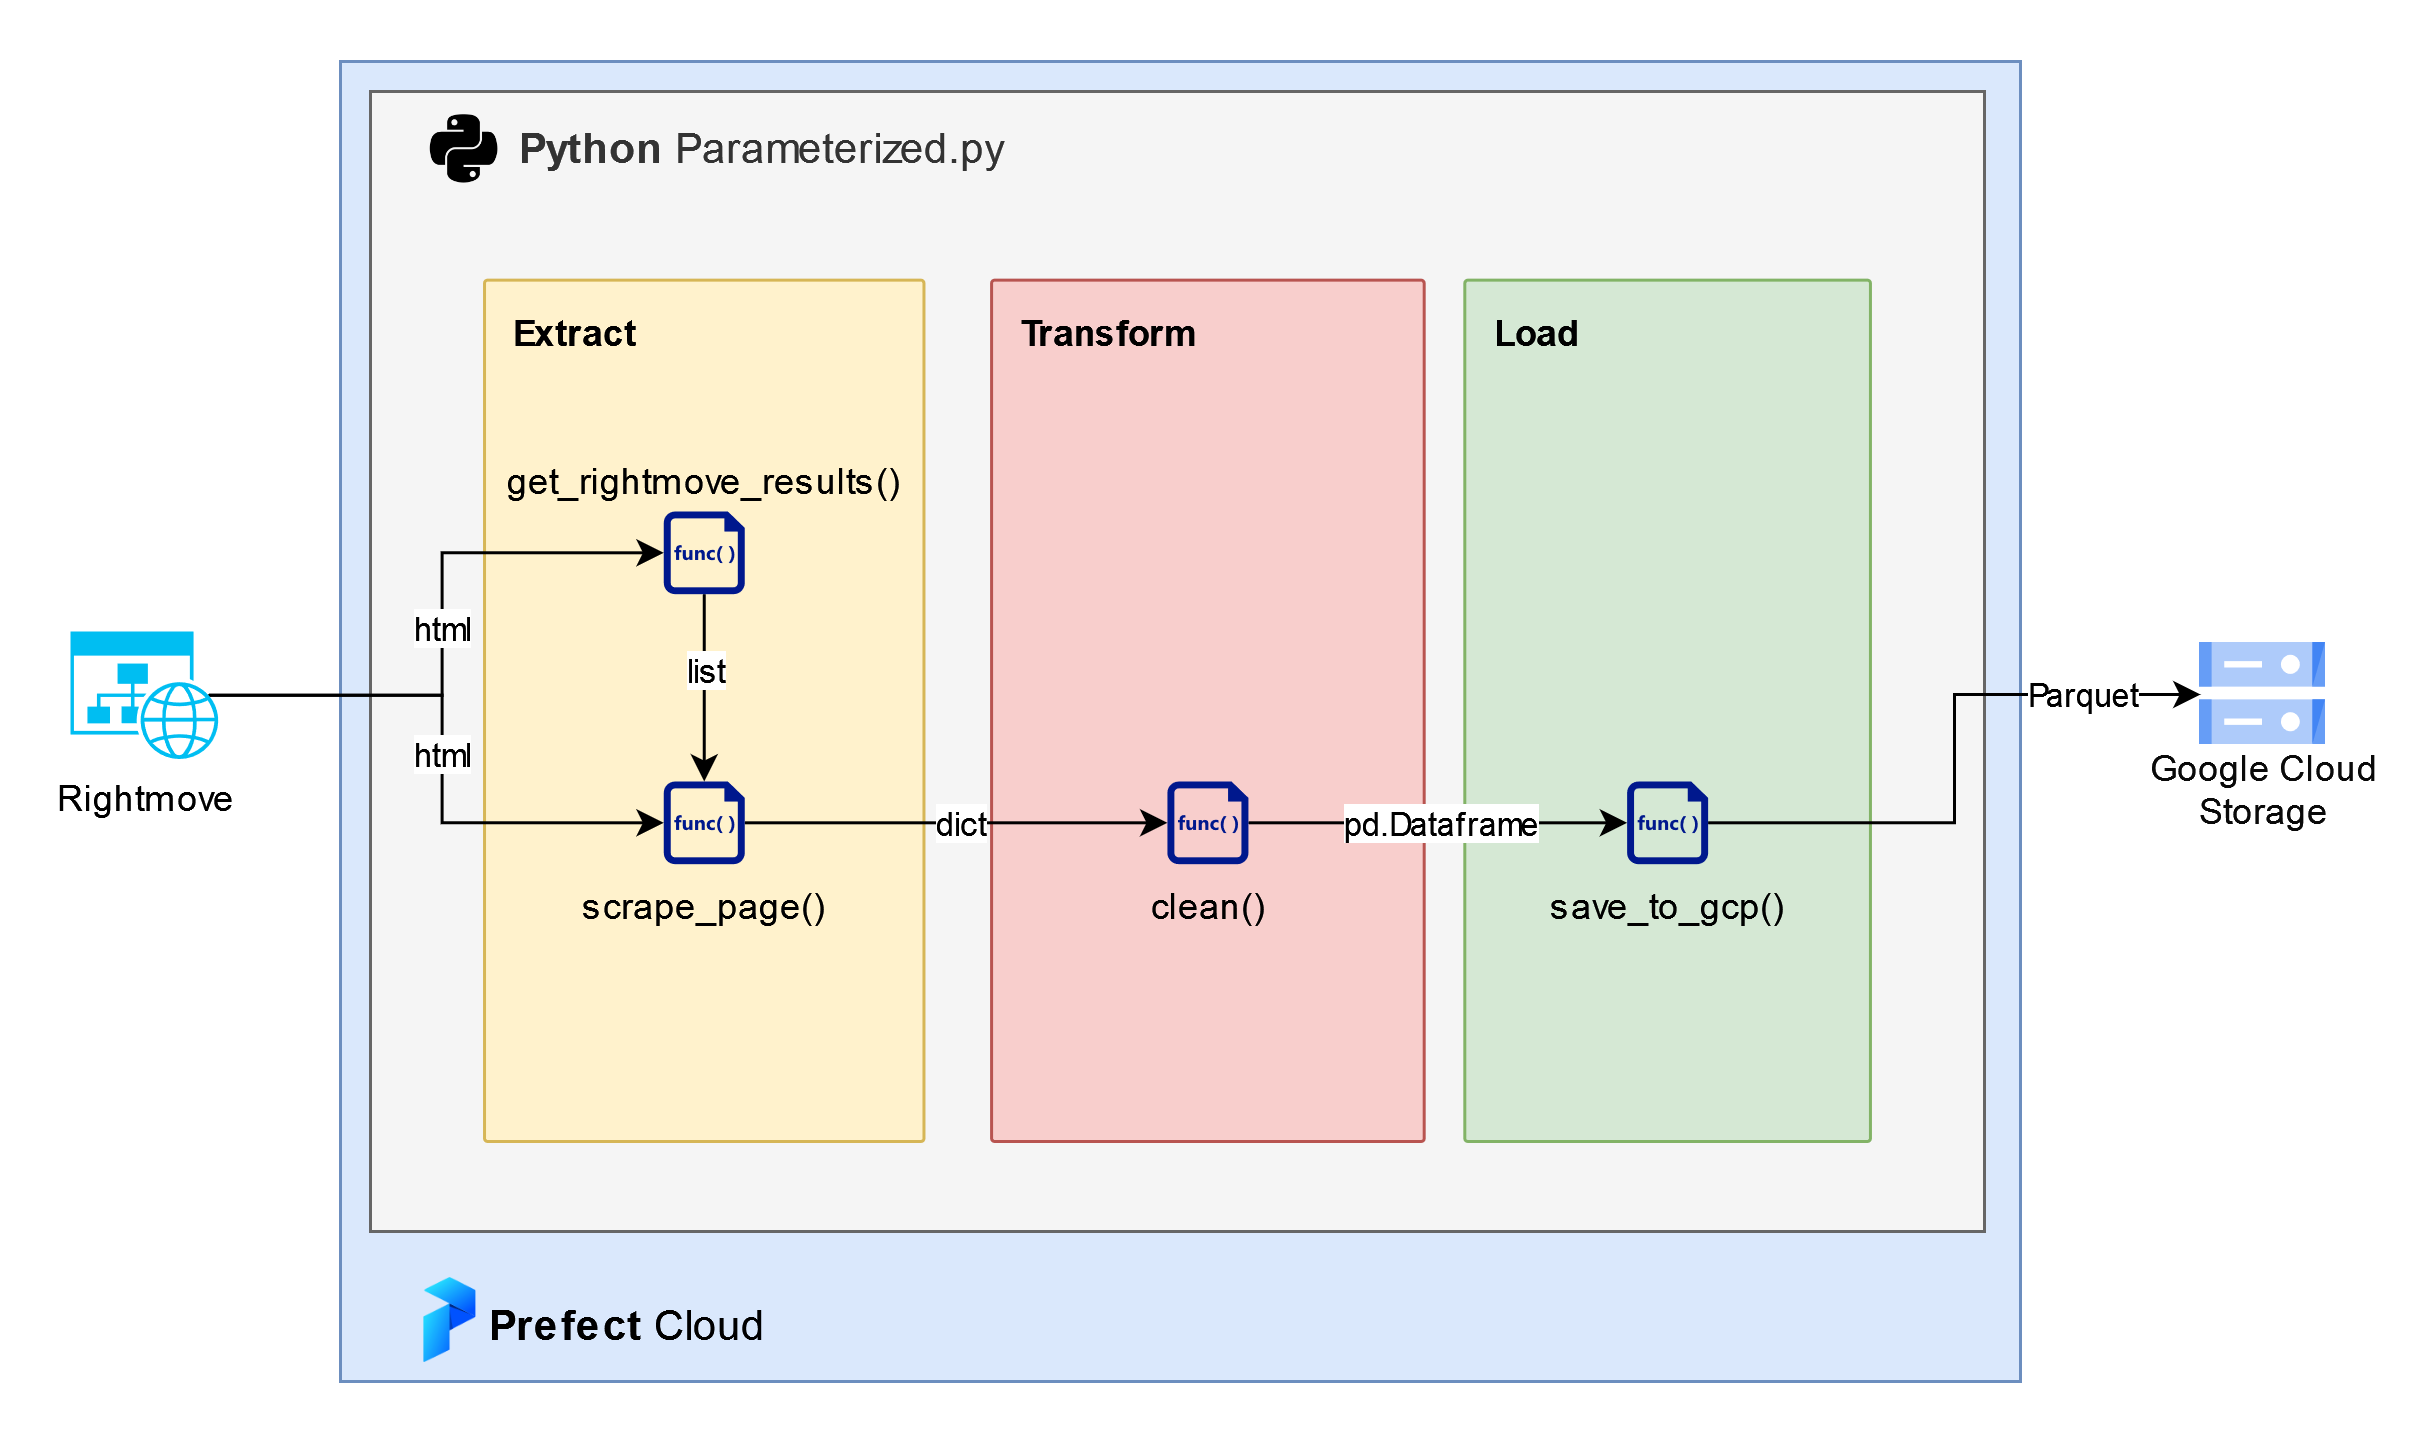 Python Parameterized.py
Extract
Transform
Load
get_rightmove_results()
func( )
html
list
html
Rightmove
func( )
dict
func( )
pd.Dataframe
func( )
Parquet
Google Cloud
Storage
scrape_page()
clean()
save_to_gcp()
Prefect Cloud